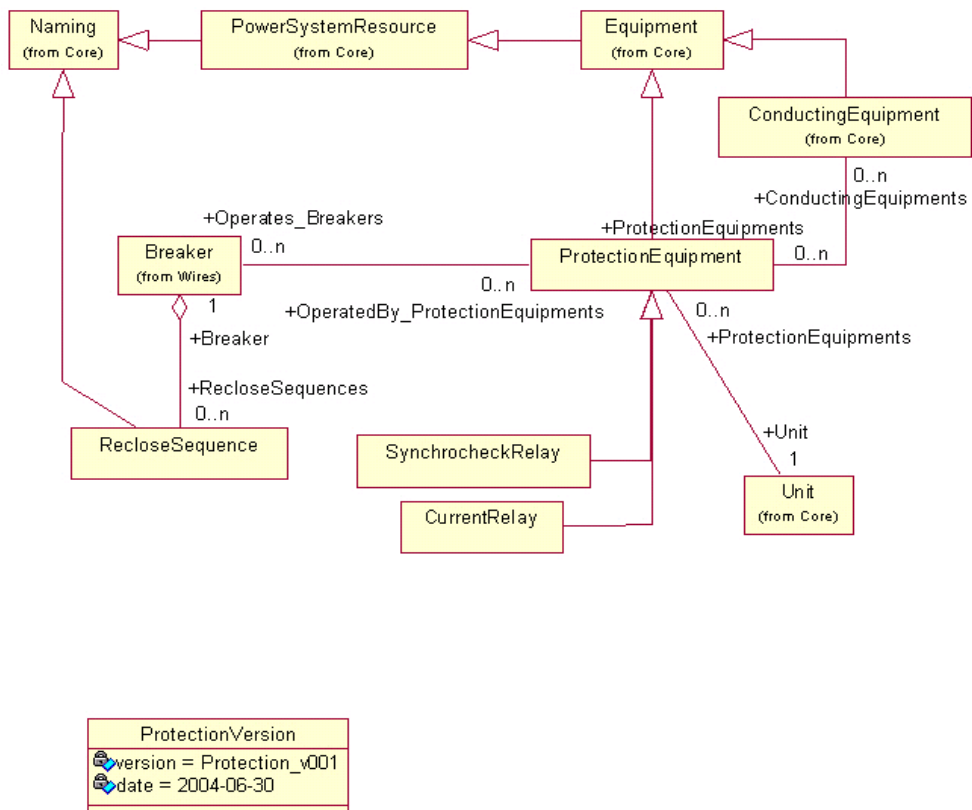 Naming
(from Core)
PowerSystemResource
(from Core)
Equipment
(from Core)
ConductingEquipment
(from Core)
0..n
+ConductingEquipments
+Operates_Breakers
0..n
+ProtectionEquipments
0..n
Breaker
(from Wires)
1
ProtectionEquipment
0..n
+OperatedBy_ProtectionEquipments
0..n
+ProtectionEquipments
+Breaker
+RecloseSequences
0..n
RecloseSequence
SynchrocheckRelay
CurrentRelay
+Unit
1
Unit
(from Core)
ProtectionVersion
version = Protection_v001
date = 2004-06-30